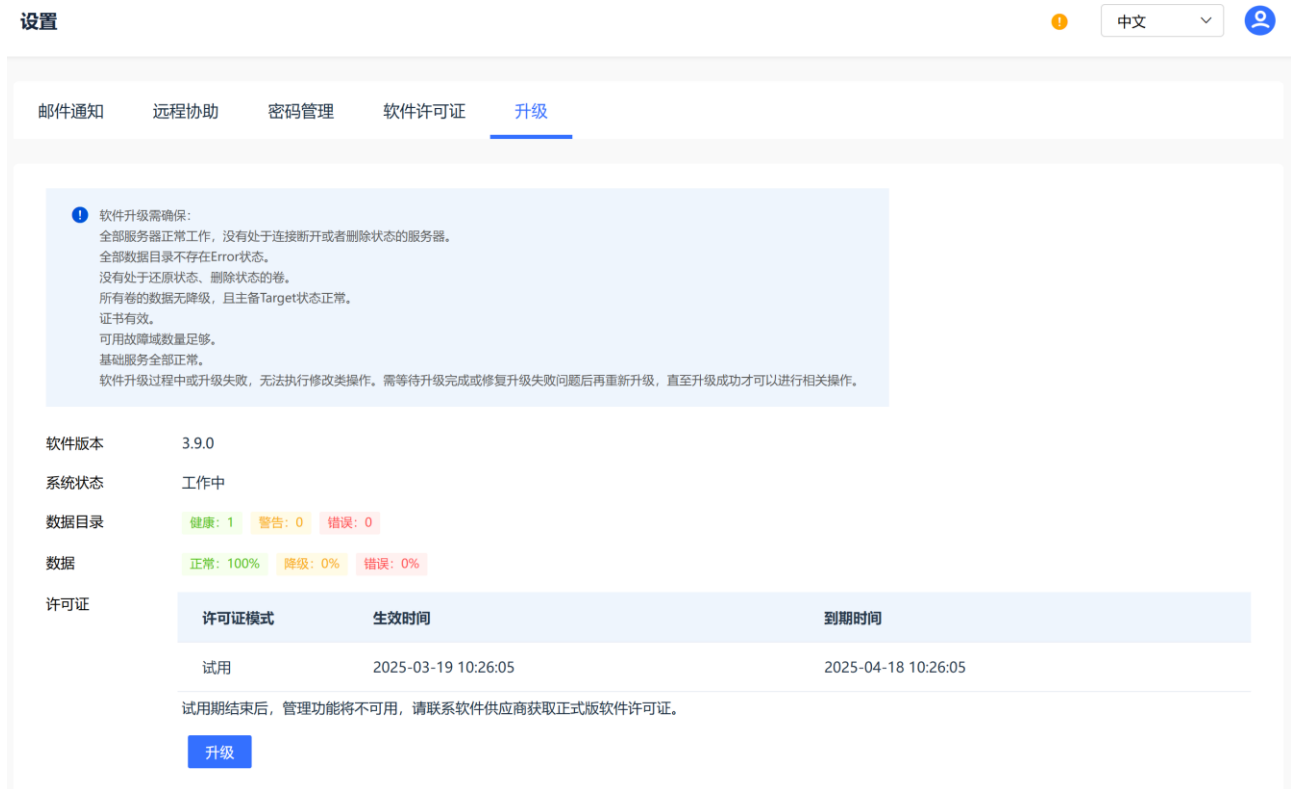 设置
中文
邮件通知 远程协助 密码管理 软件许可证 升级
软件升级需确保：
全部服务器正常工作，没有处于连接断开或者删除状态的服务器。
全部数据目录不存在Error状态。
没有处于还原状态、删除状态的卷。
所有卷的数据无降级，且主备Target状态正常。
证书有效。
可用故障域数量足够。
基础服务全部正常。
软件升级过程中或升级失败，无法执行修改类操作。需等待升级完成或修复升级失败问题后再重新升级，直至升级成功才可以进行相关操作。
软件版本 3.9.0
系统状态 工作中
数据目录 健康：1 警告：0 错误：0
数据 正常：100% 降级：0% 错误：0%
许可证
许可证模式 生效时间 到期时间
试用 2025-03-19 10:26:05 2025-04-18 10:26:05
试用期结束后，管理功能将不可用，请联系软件供应商获取正式版软件许可证。
升级